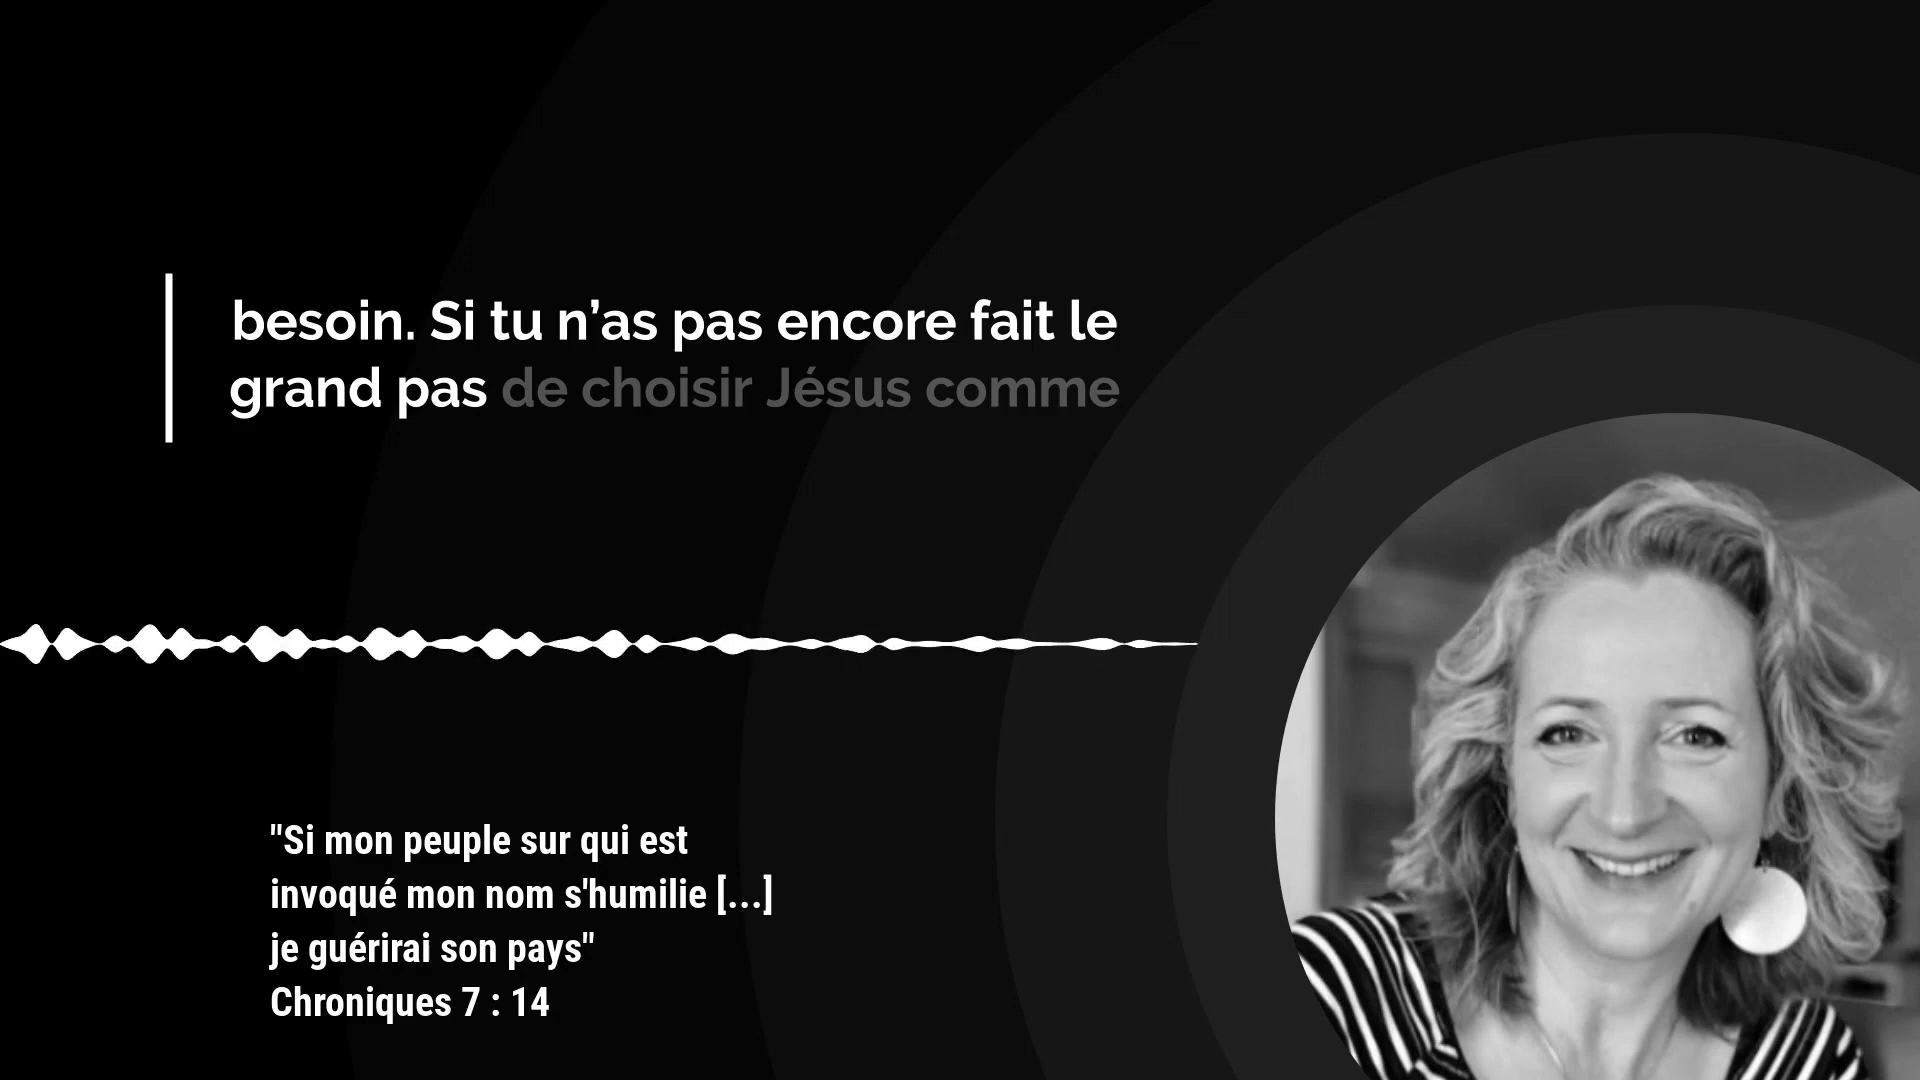 besoin. Si tu n’as pas encore fait le
grand pas de choisir Jésus comme
"Si mon peuple sur qui est
invoqué mon nom s'humilie [...]
je guérirai son pays"
Chroniques 7 : 14